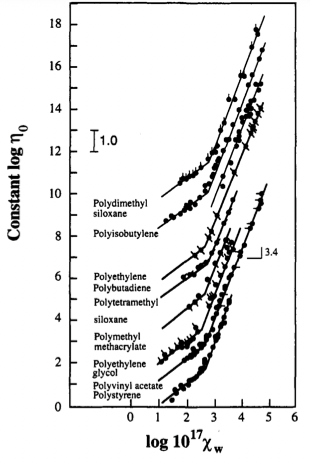 18
16
14
12
10
8
6
4
2
0
Constant log η0
1.0
Polydimethyl
siloxane
Polyisobutylene
Polyethylene
Polybutadiene
Polytetramethyl
siloxane
Polymethyl
methacrylate
Polyethylene
glycol
Polyvinyl acetate
Polystyrene
3.4
0 1 2 3 4 5 6
log 10¹⁷χw